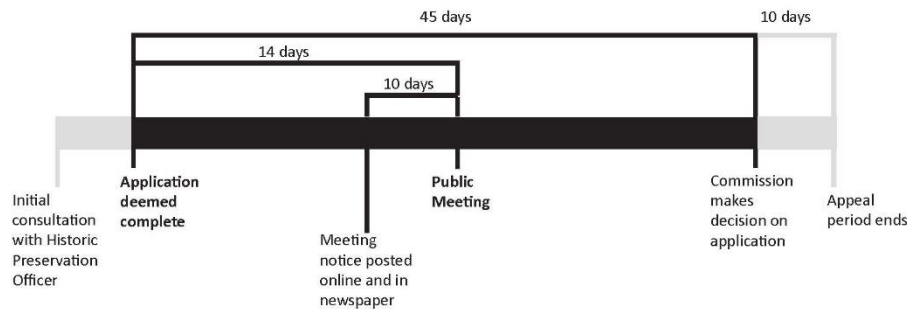 45 days
10 days
14 days
10 days
Initial
consultation
with Historic
Preservation
Officer
Application
deemed
complete
Meeting
notice posted
online and in
newspaper
Public
Meeting
Commission
makes
decision on
application
Appeal
period ends